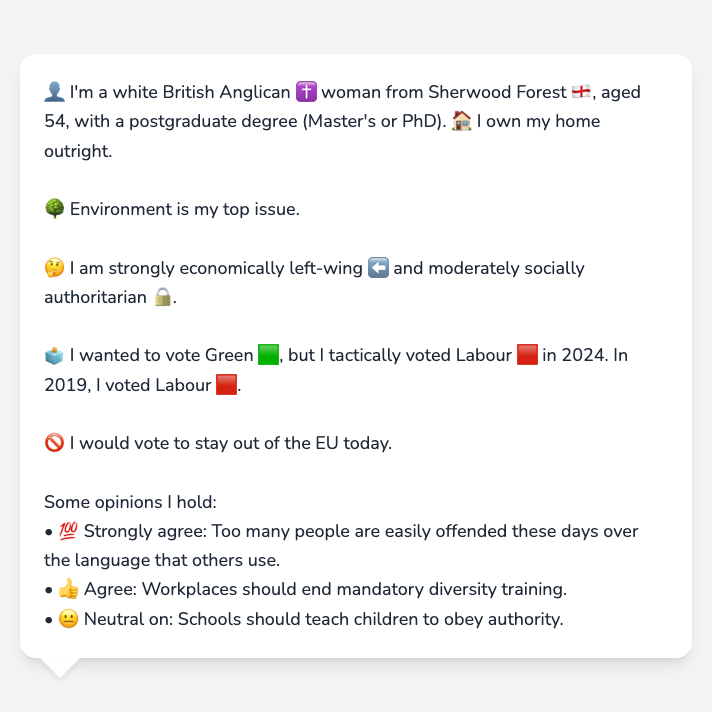 👤 I'm a white British Anglican ✝️ woman from Sherwood Forest 🏴󠁧󠁢󠁥󠁮󠁧󠁿, aged
54, with a postgraduate degree (Master's or PhD). 🏠 I own my home
outright.
🌳 Environment is my top issue.
🤔 I am strongly economically left-wing ⬅️ and moderately socially
authoritarian 🔒.
🗳️ I wanted to vote Green 🟩, but I tactically voted Labour 🟥 in 2024. In
2019, I voted Labour 🟥.
🚫 I would vote to stay out of the EU today.
Some opinions I hold:
• 💯 Strongly agree: Too many people are easily offended these days over
the language that others use.
• 👍 Agree: Workplaces should end mandatory diversity training.
• 😐 Neutral on: Schools should teach children to obey authority.